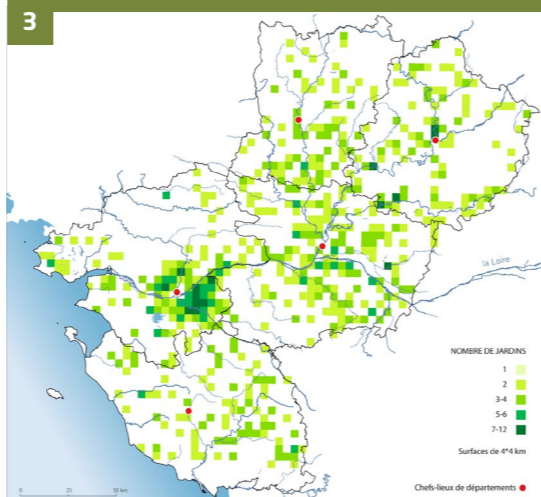 3
la Loire
NOMBRE DE JARDINS
1
2
3-4
5-6
7-12
Surfaces de 4*4 km
0 25 50 km
Chefs-lieux de départements